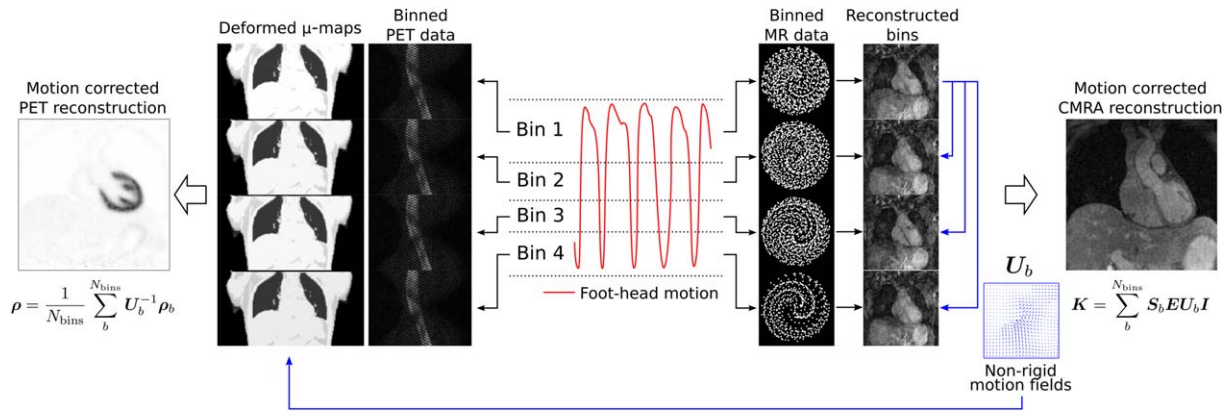 Deformed μ-maps
Binned
PET data
Binned
MR data
Reconstructed
bins
Motion corrected
PET reconstruction
Motion corrected
CMRA reconstruction
Bin 1
Bin 2
Bin 3
Bin 4
Foot-head motion
ρ = 1/N_bins ∑_b^{N_bins} U_b^{-1} ρ_b
U_b
K = ∑_b^{N_bins} S_b E U_b I
Non-rigid
motion fields